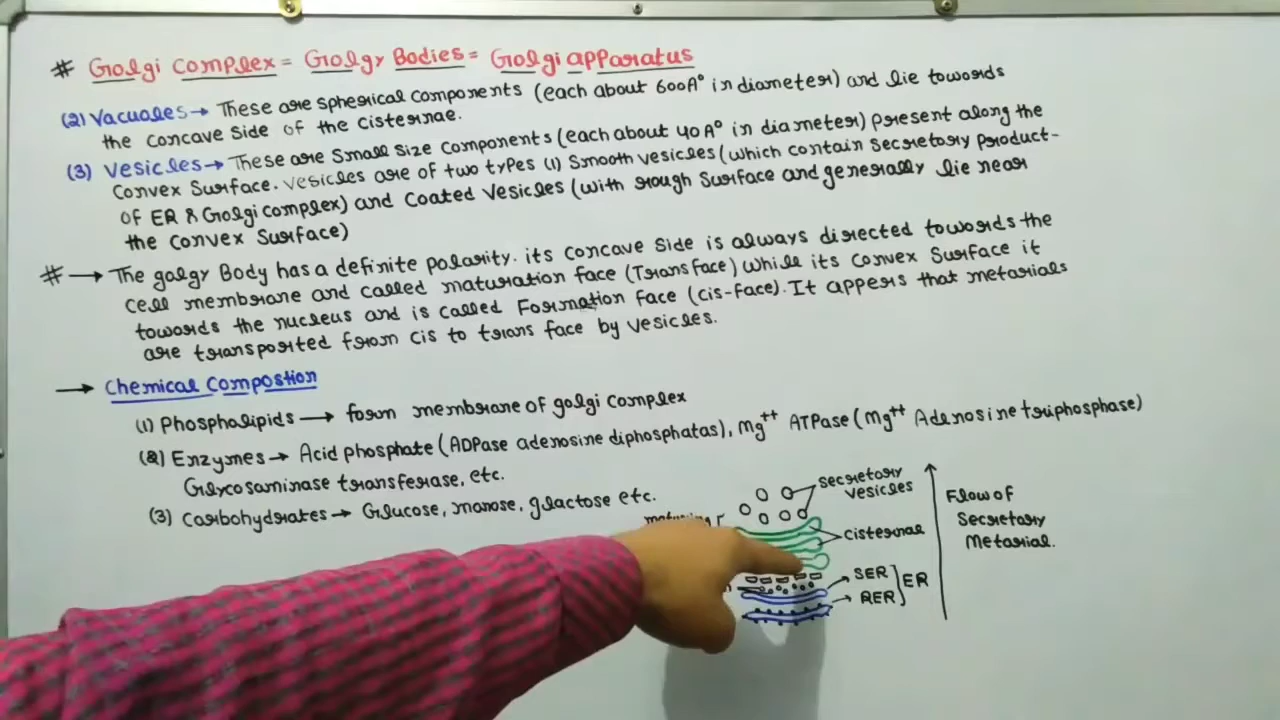 # Golgi complex = Golgy Bodies = Golgi apparatus
(2) Vacuales → These are spherical components (each about 600A° in diameter) and lie towards
the concave side of the cisternae.
(3) Vesicles → These are small size components (each about 40A° in diameter) present along the
convex surface. vesicles are of two types (1) smooth vesicles (which contain secretory product-
of ER & Golgi complex) and coated vesicles (with rough surface and generally lie near
the convex surface)
# → The golgy Body has a definite polarity. its concave side is always directed towards the
cell membrane and called maturation face (Trans face) while its convex surface it
towards the nucleus and is called Formation face (cis-face). It appers that metarials
are transported from cis to trans face by vesicles.
→ Chemical Compostion
(1) Phosphalipids → form membrane of golgi complex
(2) Enzymes → Acid phosphate (ADPase adenosine diphosphatas), Mg++ ATPase (Mg++ Adenosine triphosphase)
Glycosaminase transferiase, etc.
(3) Carbohydrates → Glucose, manose, glactose etc.
secretory
vesicles
maturing
cisternae
SER
RER
ER
Flow of
Secretary
Metarial.